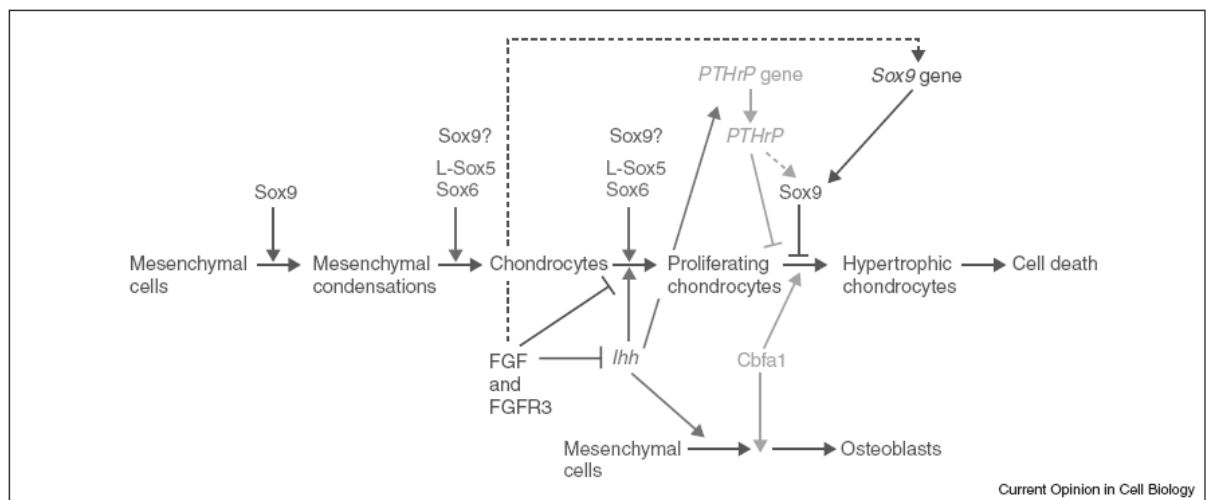 PTHrP gene
Sox9 gene
Sox9?
Sox9?
PTHrP
L-Sox5
L-Sox5
Sox9
Sox6
Sox6
Sox9
Mesenchymal
cells
Mesenchymal
condensations
Chondrocytes
Proliferating
chondrocytes
Hypertrophic
chondrocytes
Cell death
FGF
and
FGFR3
Ihh
Cbfa1
Mesenchymal
cells
Osteoblasts
Current Opinion in Cell Biology